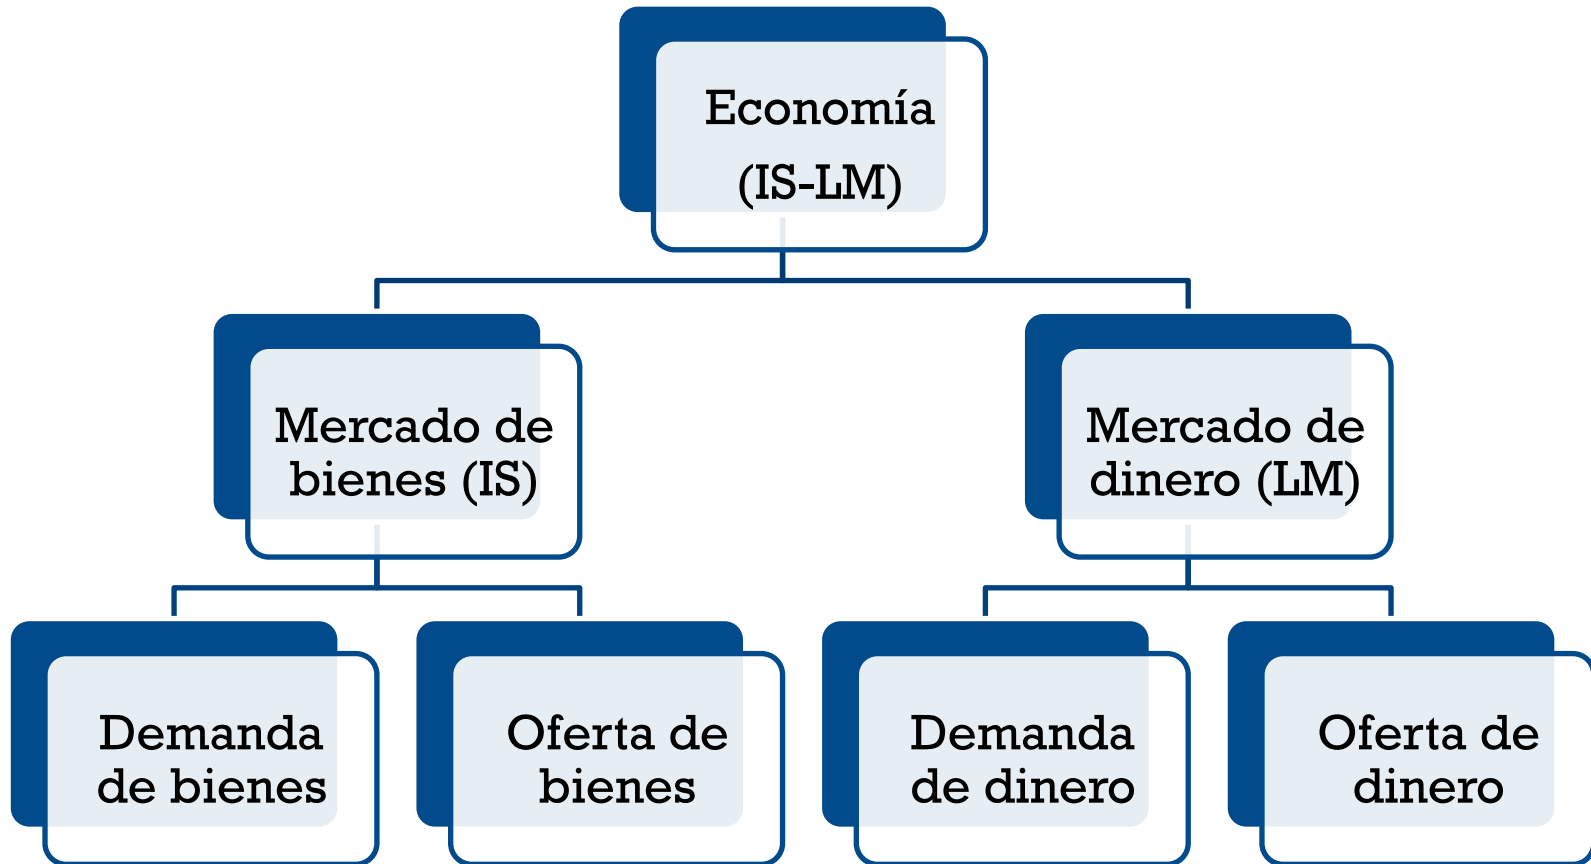 Economía
(IS-LM)
Mercado de
bienes (IS)
Mercado de
dinero (LM)
Demanda
de bienes
Oferta de
bienes
Demanda
de dinero
Oferta de
dinero